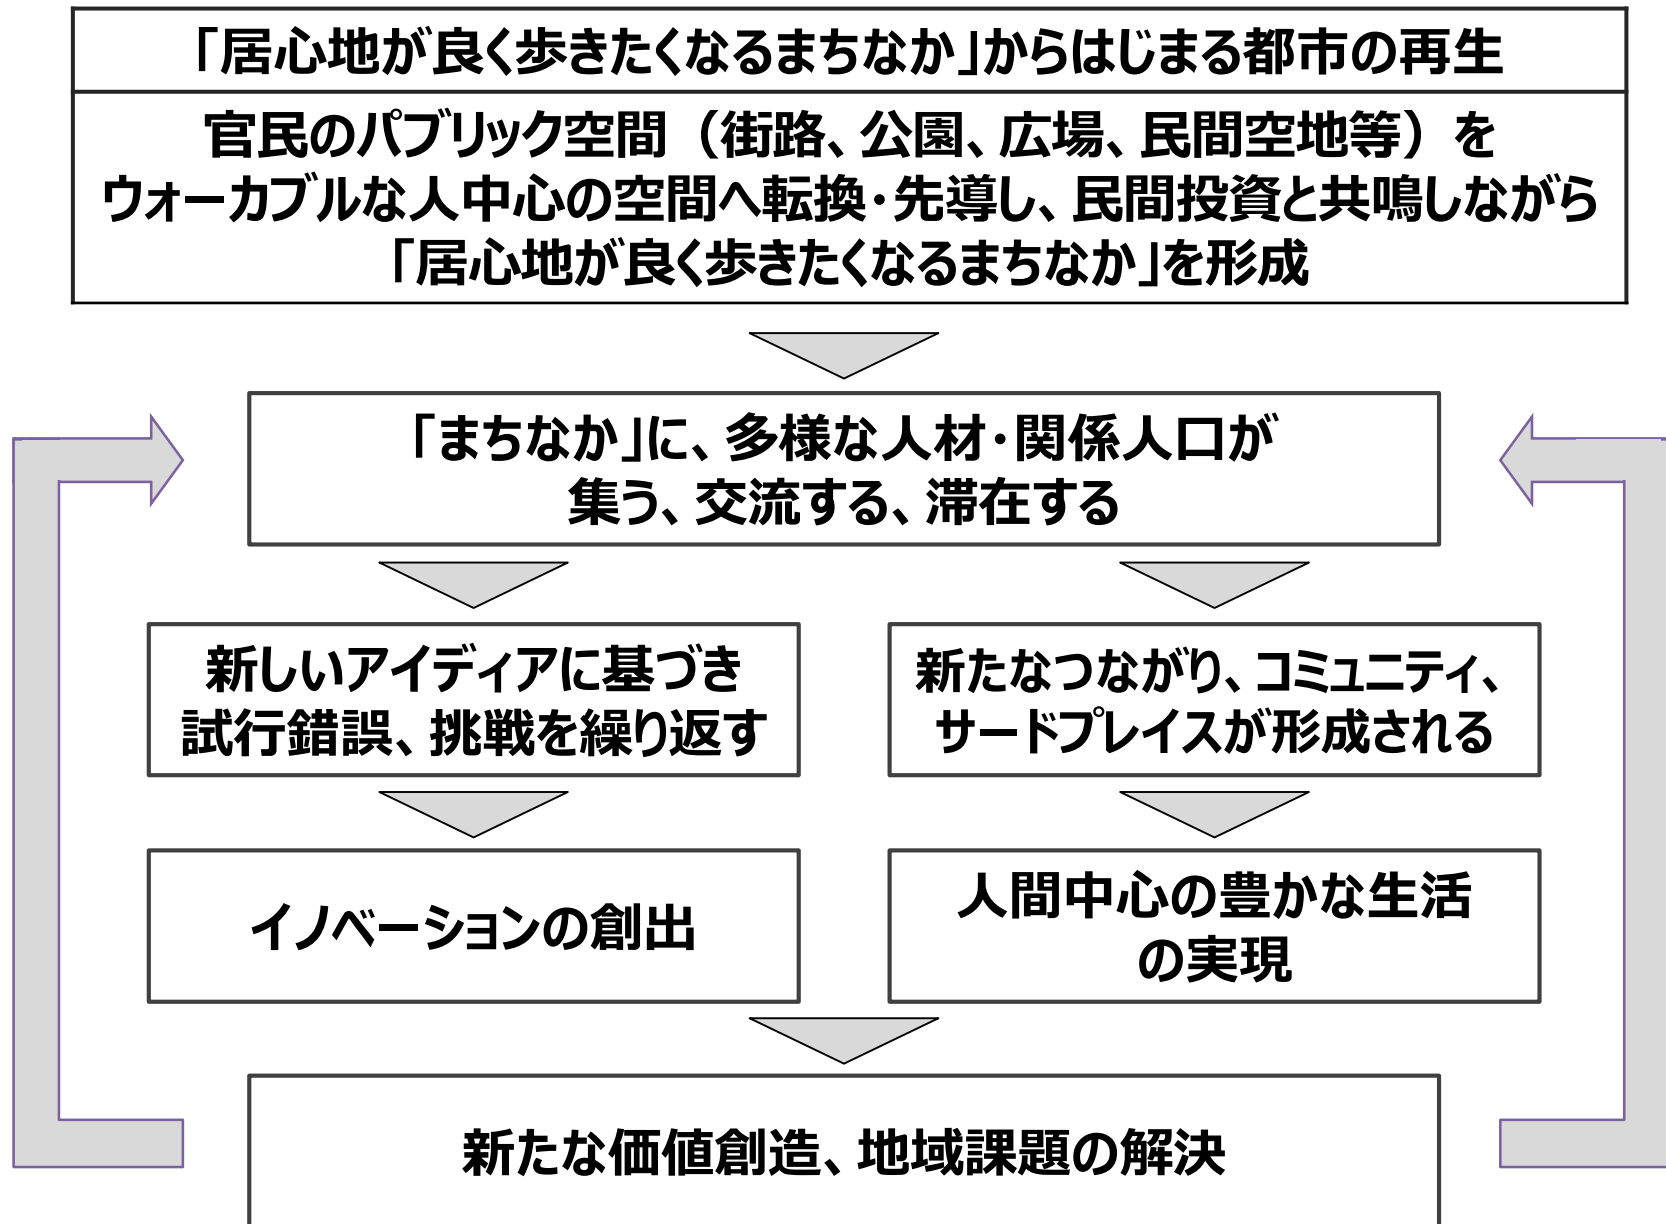 「居心地が良く歩きたくなるまちなか」からはじまる都市の再生
官民のパブリック空間（街路、公園、広場、民間空地等）を
ウォーカブルな人中心の空間へ転換・先導し、民間投資と共鳴しながら
「居心地が良く歩きたくなるまちなか」を形成
「まちなか」に、多様な人材・関係人口が
集う、交流する、滞在する
新しいアイディアに基づき
試行錯誤、挑戦を繰り返す
新たなつながり、コミュニティ、
サードプレイスが形成される
イノベーションの創出
人間中心の豊かな生活
の実現
新たな価値創造、地域課題の解決